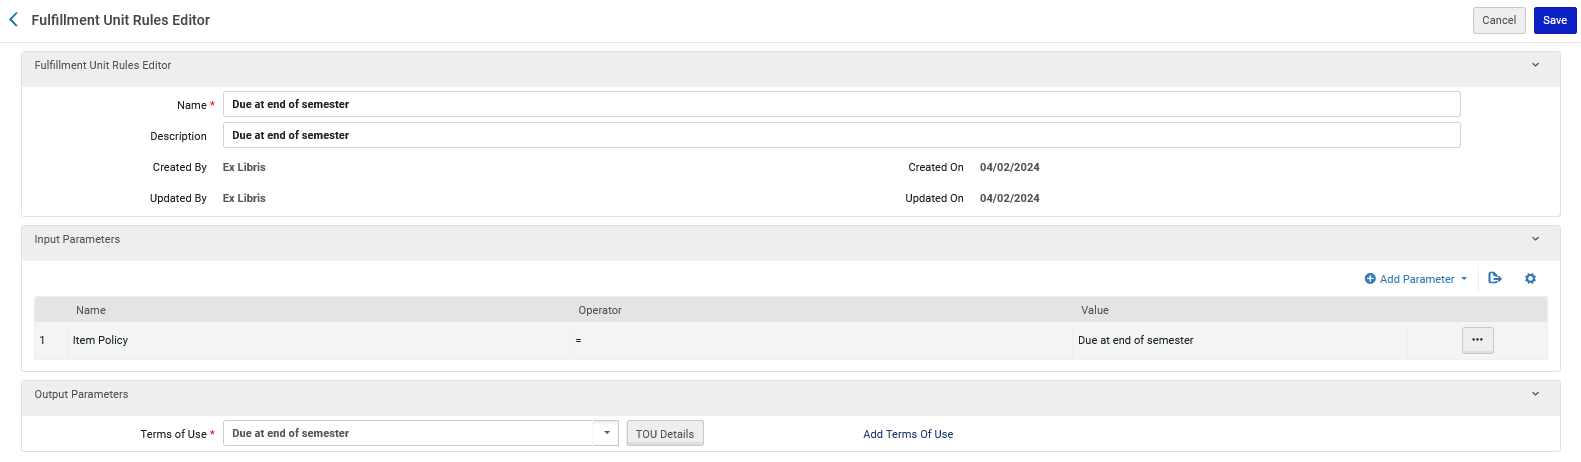 Fulfillment Unit Rules Editor
Cancel
Save
Fulfillment Unit Rules Editor
Name * Due at end of semester
Description Due at end of semester
Created By Ex Libris Created On 04/02/2024
Updated By Ex Libris Updated On 04/02/2024
Input Parameters
Add Parameter
Name Operator Value
1 Item Policy = Due at end of semester
Output Parameters
Terms of Use * Due at end of semester TOU Details Add Terms Of Use